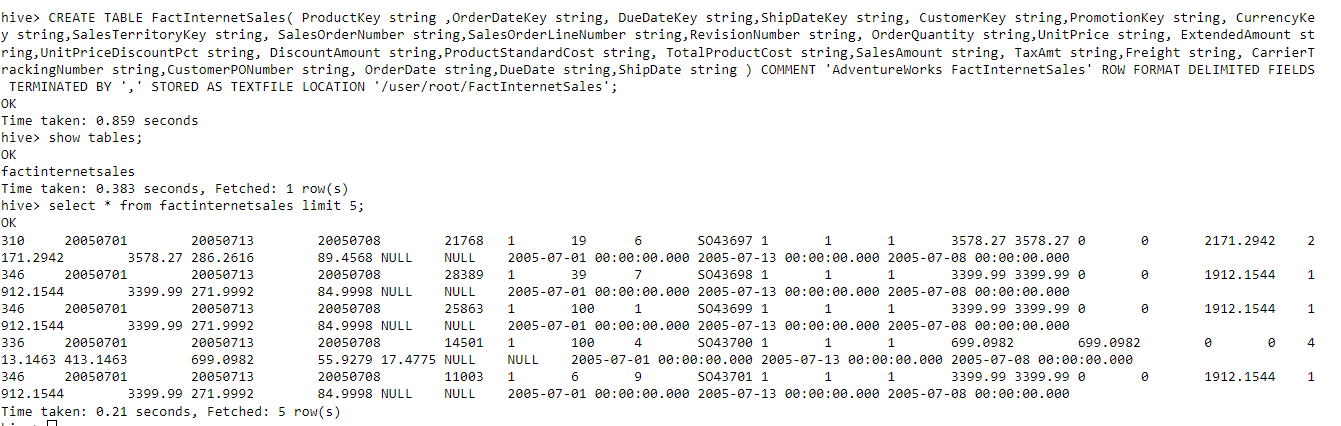 hive> CREATE TABLE FactInternetSales( ProductKey string ,OrderDateKey string, DueDateKey string,ShipDateKey string, CustomerKey string,PromotionKey string, CurrencyKe
y string,SalesTerritoryKey string, SalesOrderNumber string,SalesOrderLineNumber string,RevisionNumber string, OrderQuantity string,UnitPrice string, ExtendedAmount st
ring,UnitPriceDiscountPct string, DiscountAmount string,ProductStandardCost string, TotalProductCost string,SalesAmount string, TaxAmt string,Freight string, CarrierT
rackingNumber string,CustomerPONumber string, OrderDate string,DueDate string,ShipDate string ) COMMENT 'AdventureWorks FactInternetSales' ROW FORMAT DELIMITED FIELDS
TERMINATED BY ',' STORED AS TEXTFILE LOCATION '/user/root/FactInternetSales';
OK
Time taken: 0.859 seconds
hive> show tables;
OK
factinternetsales
Time taken: 0.383 seconds, Fetched: 1 row(s)
hive> select * from factinternetsales limit 5;
OK
310 20050701 20050713 20050708 21768 1 19 6 SO43697 1 1 1 3578.27 3578.27 0 0 2171.2942 2
171.2942 3578.27 286.2616 89.4568 NULL NULL 2005-07-01 00:00:00.000 2005-07-13 00:00:00.000 2005-07-08 00:00:00.000
346 20050701 20050713 20050708 28389 1 39 7 SO43698 1 1 1 3399.99 3399.99 0 0 1912.1544 1
912.1544 3399.99 271.9992 84.9998 NULL NULL 2005-07-01 00:00:00.000 2005-07-13 00:00:00.000 2005-07-08 00:00:00.000
346 20050701 20050713 20050708 25863 1 100 1 SO43699 1 1 1 3399.99 3399.99 0 0 1912.1544 1
912.1544 3399.99 271.9992 84.9998 NULL NULL 2005-07-01 00:00:00.000 2005-07-13 00:00:00.000 2005-07-08 00:00:00.000
336 20050701 20050713 20050708 14501 1 100 4 SO43700 1 1 1 699.0982 699.0982 0 0 4
13.1463 413.1463 699.0982 55.9279 17.4775 NULL NULL 2005-07-01 00:00:00.000 2005-07-13 00:00:00.000 2005-07-08 00:00:00.000
346 20050701 20050713 20050708 11003 1 6 9 SO43701 1 1 1 3399.99 3399.99 0 0 1912.1544 1
912.1544 3399.99 271.9992 84.9998 NULL NULL 2005-07-01 00:00:00.000 2005-07-13 00:00:00.000 2005-07-08 00:00:00.000
Time taken: 0.21 seconds, Fetched: 5 row(s)